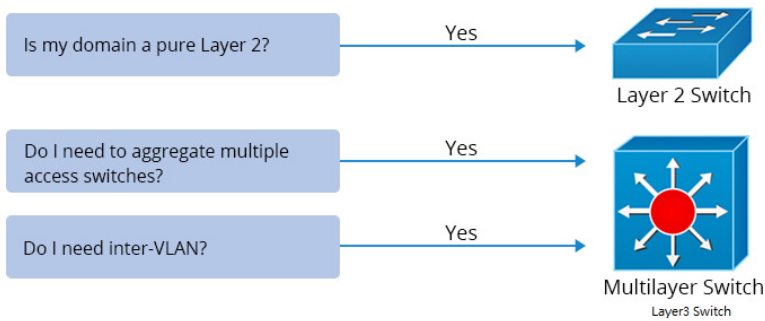 Is my domain a pure Layer 2?
Yes
Layer 2 Switch
Do I need to aggregate multiple
access switches?
Yes
Do I need inter-VLAN?
Yes
Multilayer Switch
Layer3 Switch